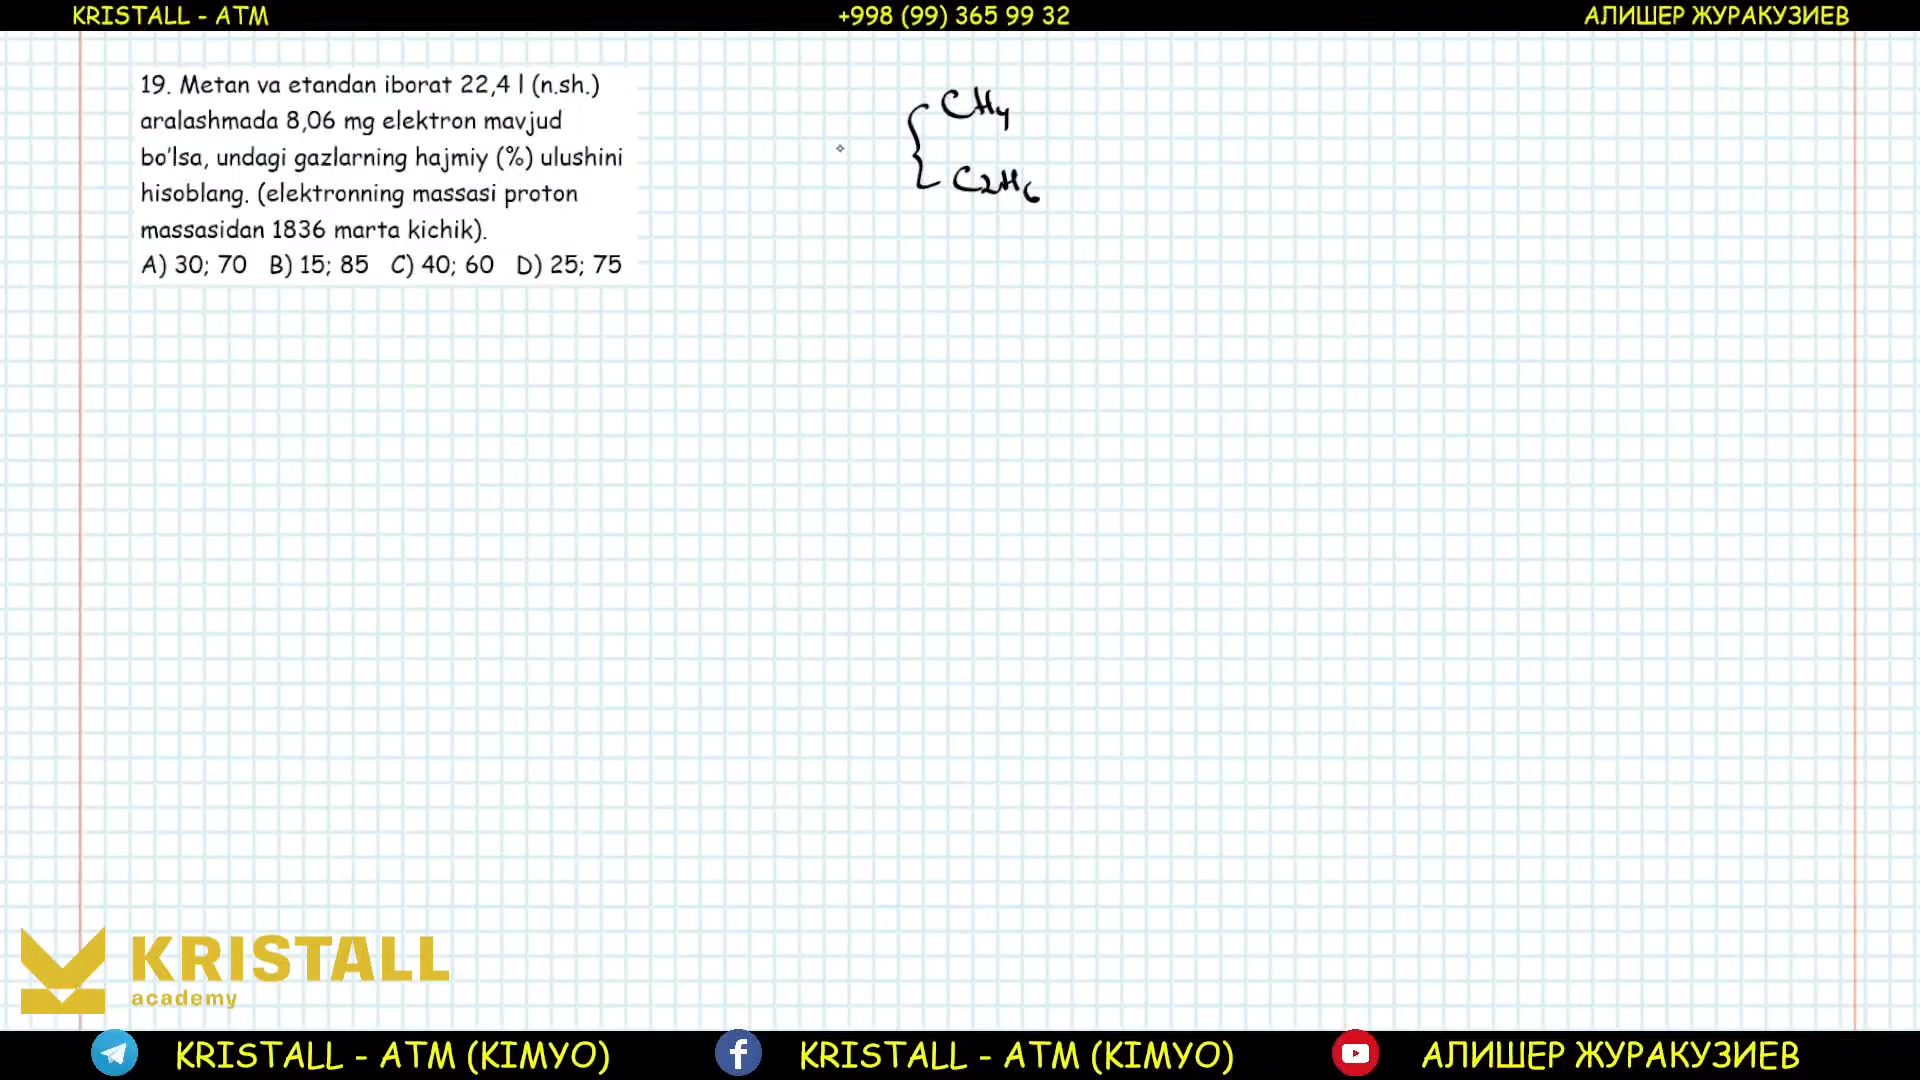 KRISTALL - ATM
+998 (99) 365 99 32
АЛИШЕР ЖУРАКУЗИЕВ
19. Metan va etandan iborat 22,4 l (n.sh.)
aralashmada 8,06 mg elektron mavjud
bo'lsa, undagi gazlarning hajmiy (%) ulushini
hisoblang. (elektronning massasi proton
massasidan 1836 marta kichik).
A) 30; 70 B) 15; 85 C) 40; 60 D) 25; 75
CH4
C2H6
KRISTALL
academy
KRISTALL - ATM (KIMYO)
KRISTALL - ATM (KIMYO)
АЛИШЕР ЖУРАКУЗИЕВ